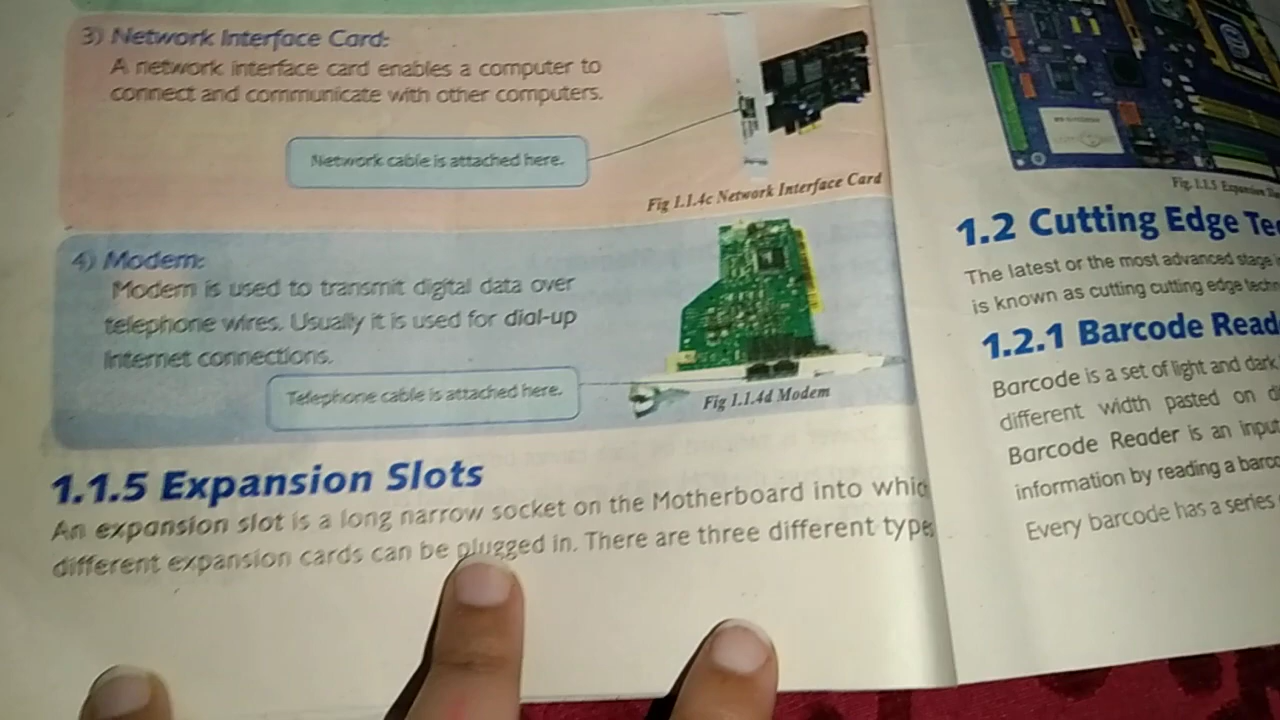 3) Network Interface Card:
A network interface card enables a computer to
connect and communicate with other computers.
Network cable is attached here.
Fig 1.1.4c Network Interface Card
4) Modem:
Modem is used to transmit digital data over
telephone wires. Usually it is used for dial-up
Internet connections.
Telephone cable is attached here.
Fig 1.1.4d Modem
1.1.5 Expansion Slots
An expansion slot is a long narrow socket on the Motherboard into
different expansion cards can be plugged in. There are three different
Fig. 1.1.5 Expansion
1.2 Cutting Edge
The latest or the most advanced stage
is known as cutting cutting edge
1.2.1 Barcode
Barcode is a set of light and dark
different width pasted on
Barcode Reader is an input
information by reading a
Every barcode has a series